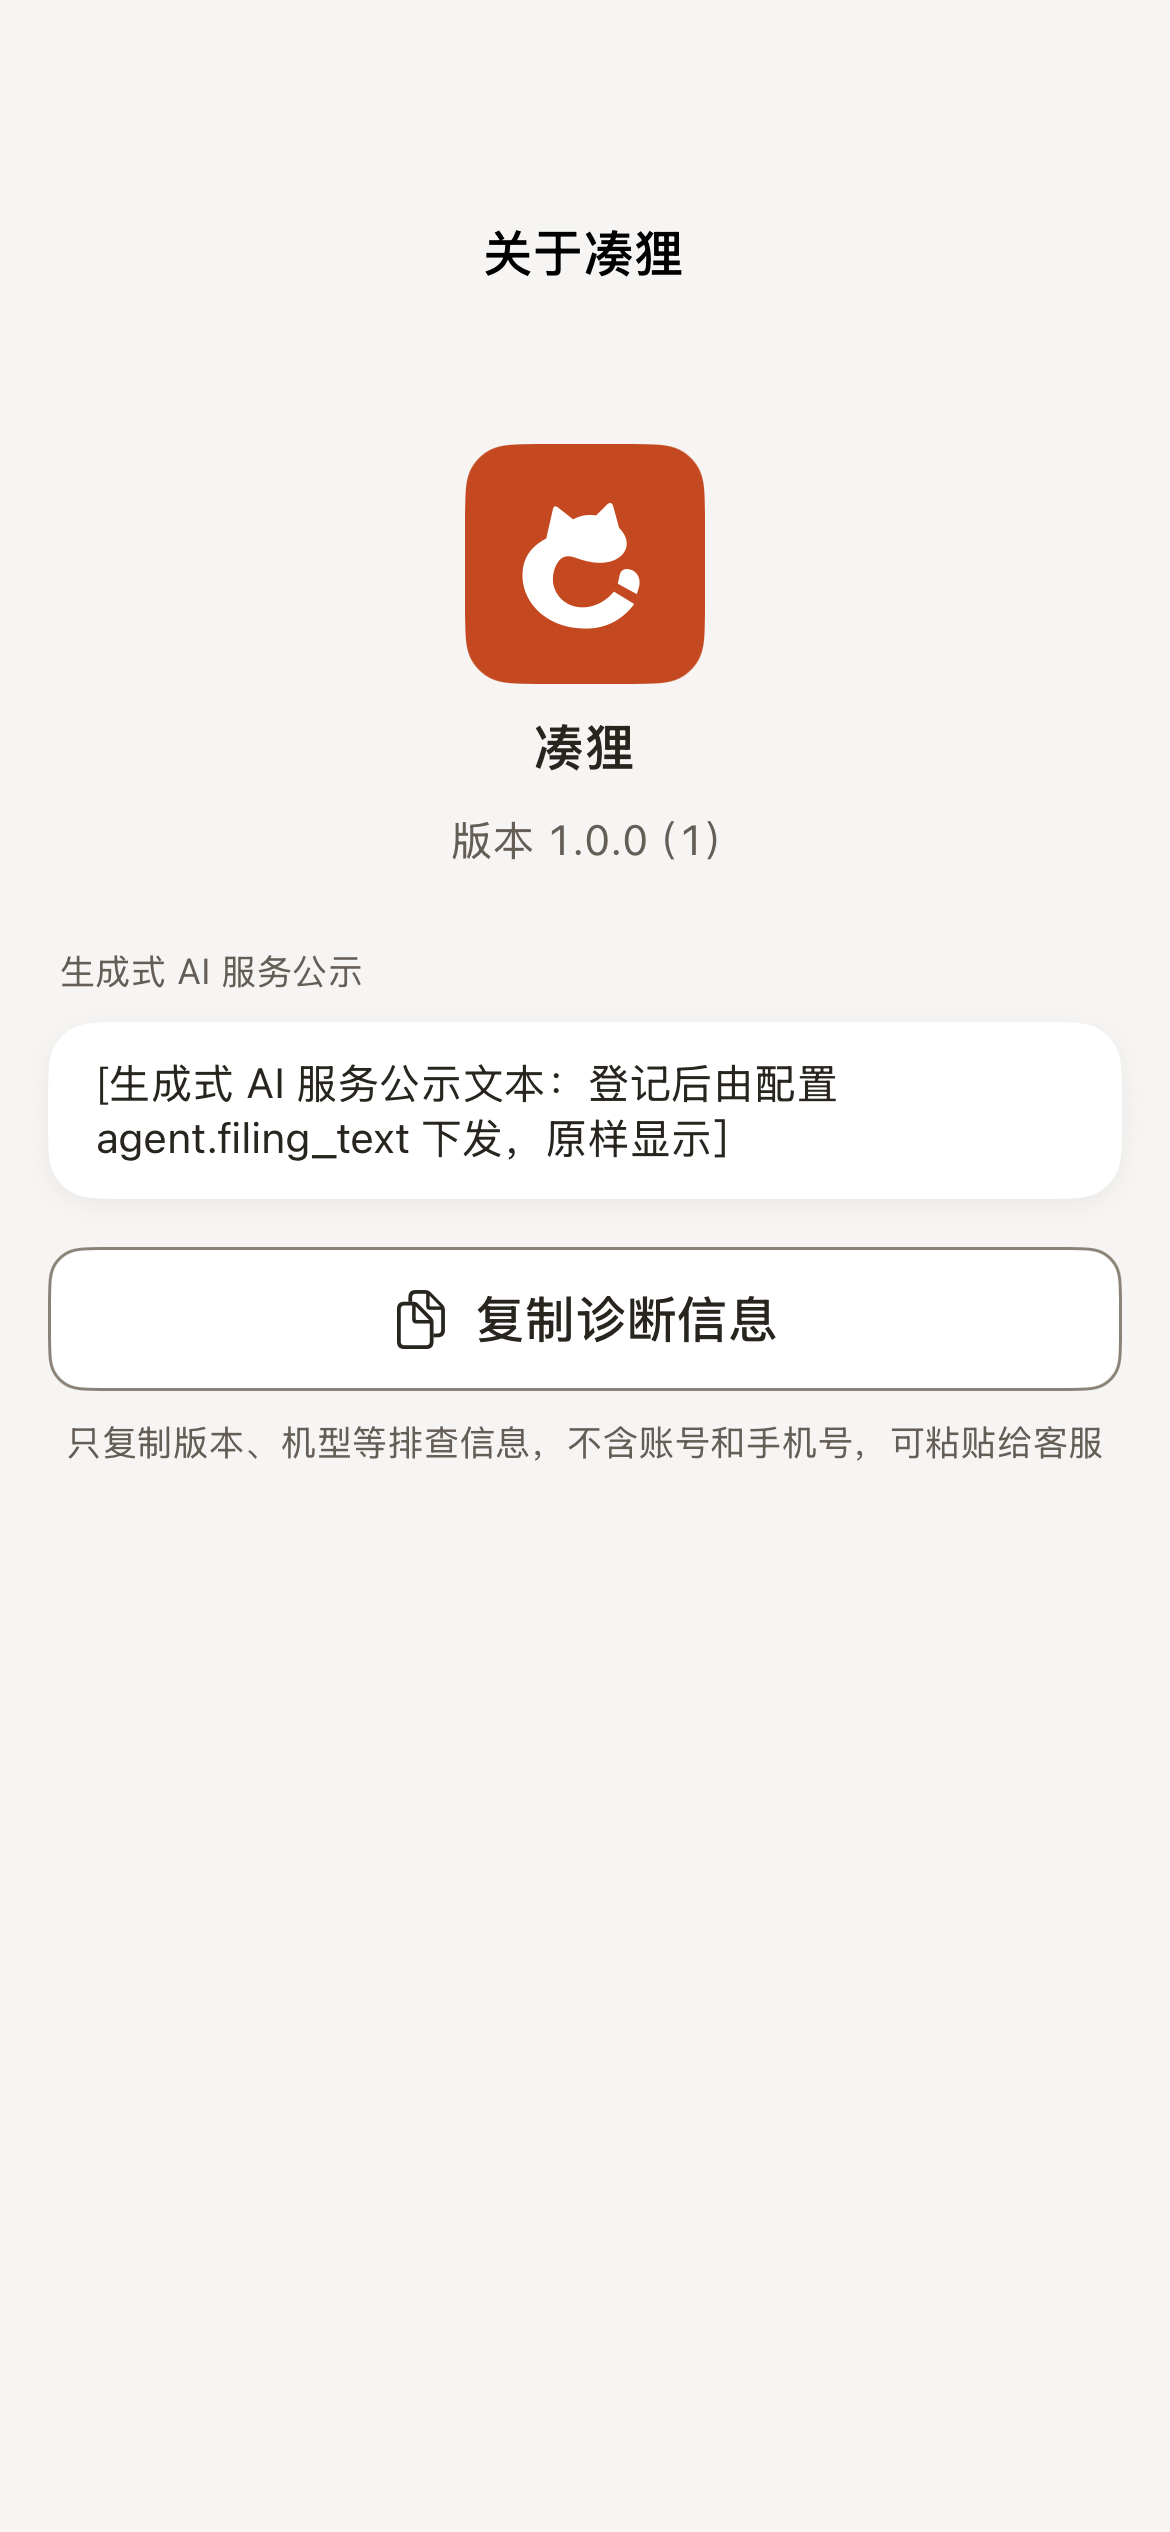 关于凑狸
凑狸
版本 1.0.0 (1)
生成式 AI 服务公示
[生成式 AI 服务公示文本：登记后由配置
agent.filing_text 下发，原样显示]
复制诊断信息
只复制版本、机型等排查信息，不含账号和手机号，可粘贴给客服